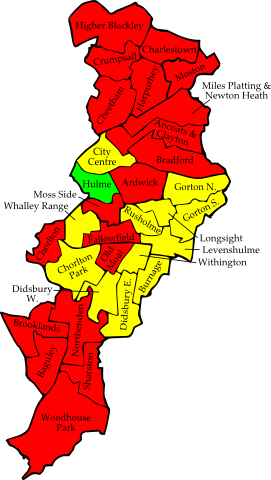 Higher Blackley
Charlestown
Crumpsall
Moston
Harpurhey
Cheetham
Miles Platting &
Newton Heath
Ancoats &
Clayton
City
Centre
Bradford
Hulme
Ardwick
Gorton N.
Moss Side
Whalley Range
Rusholme
Gorton S.
Chorlton
Fallowfield
Longsight
Levenshulme
Withington
Old
Moat
Chorlton
Park
Burnage
Didsbury
W.
Didsbury E.
Northenden
Brooklands
Baguley
Sharston
Woodhouse
Park